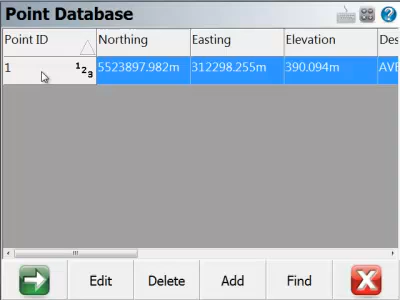 Point Database
Point ID Northing Easting Elevation Des
1 123 5523897.982m 312298.255m 390.094m AVE
Edit Delete Add Find